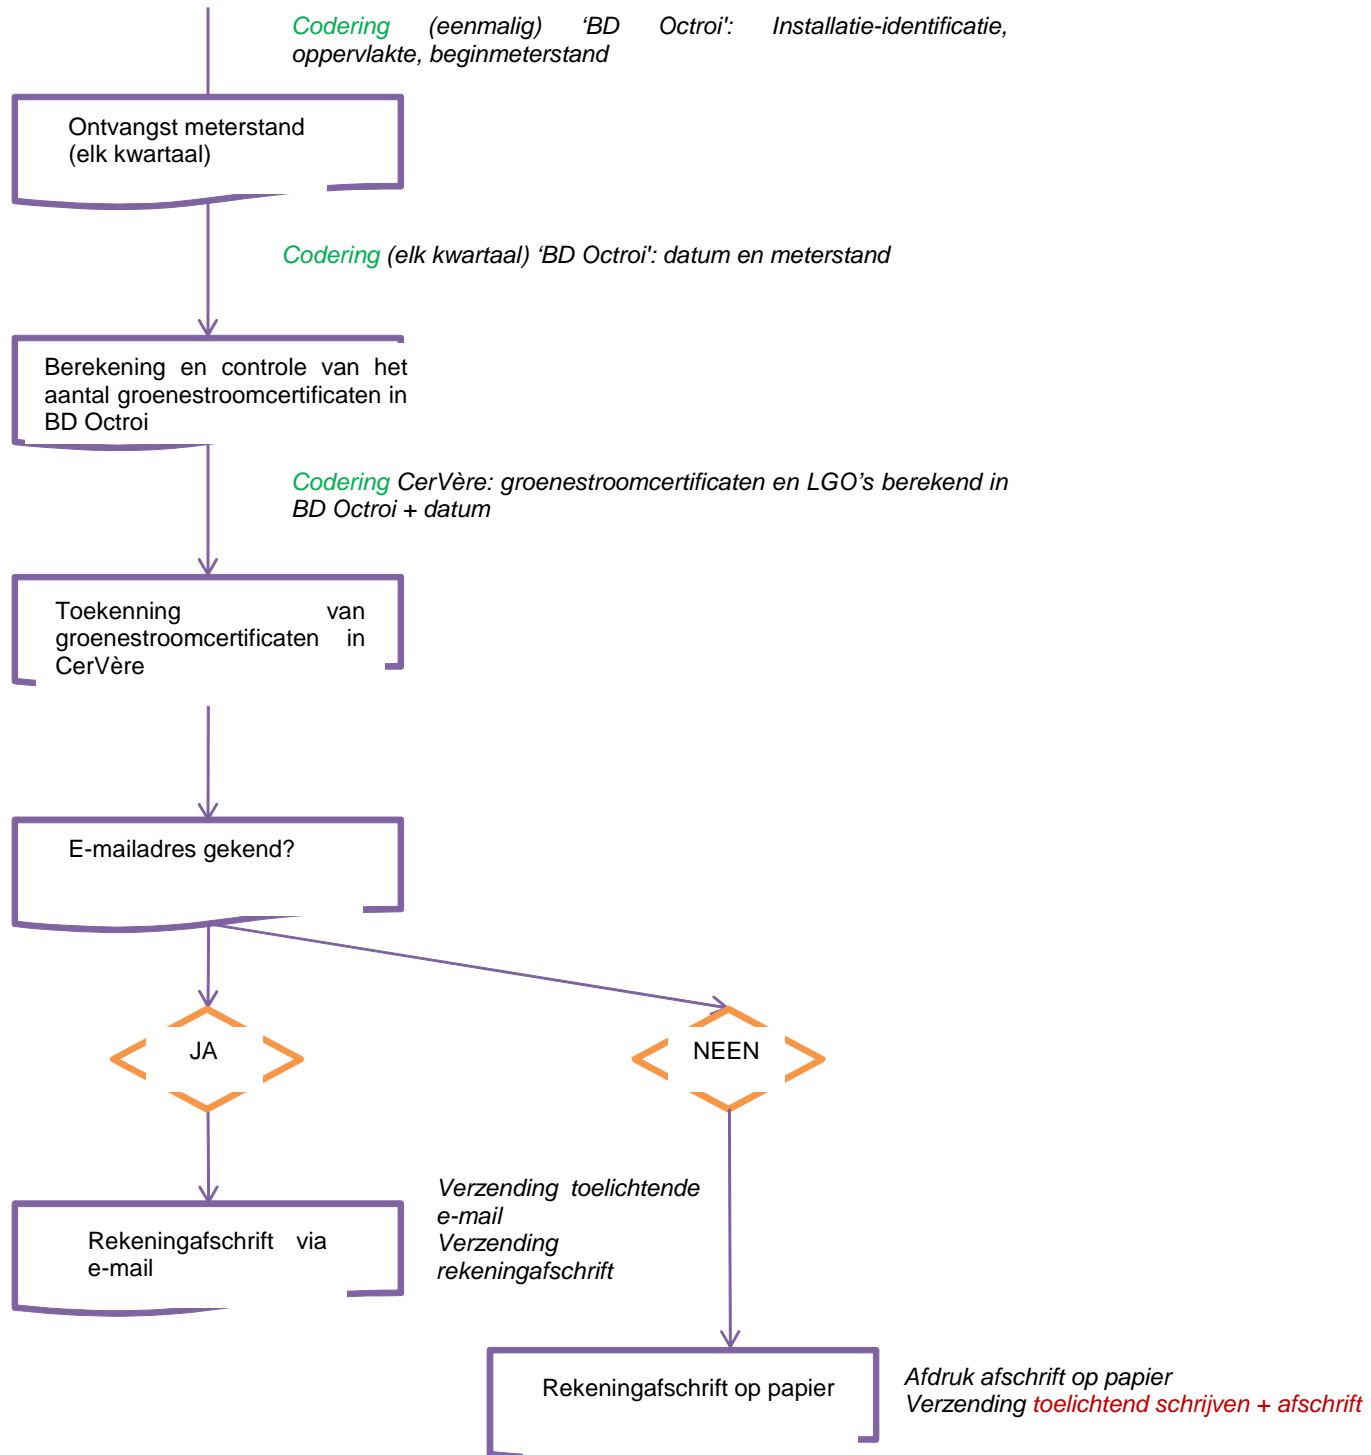 Codering (eenmalig) ‘BD Octroi': Installatie-identificatie,
oppervlakte, beginmeterstand
Ontvangst meterstand
(elk kwartaal)
Codering (elk kwartaal) ‘BD Octroi': datum en meterstand
Berekening en controle van het
aantal groenestroomcertificaten in
BD Octroi
Codering CerVère: groenestroomcertificaten en LGO’s berekend in
BD Octroi + datum
Toekenning van
groenestroomcertificaten in
CerVère
E-mailadres gekend?
JA
NEEN
Verzending toelichtende
e-mail
Verzending
rekeningafschrift
Rekeningafschrift via
e-mail
Rekeningafschrift op papier
Afdruk afschrift op papier
Verzending toelichtend schrijven + afschrift